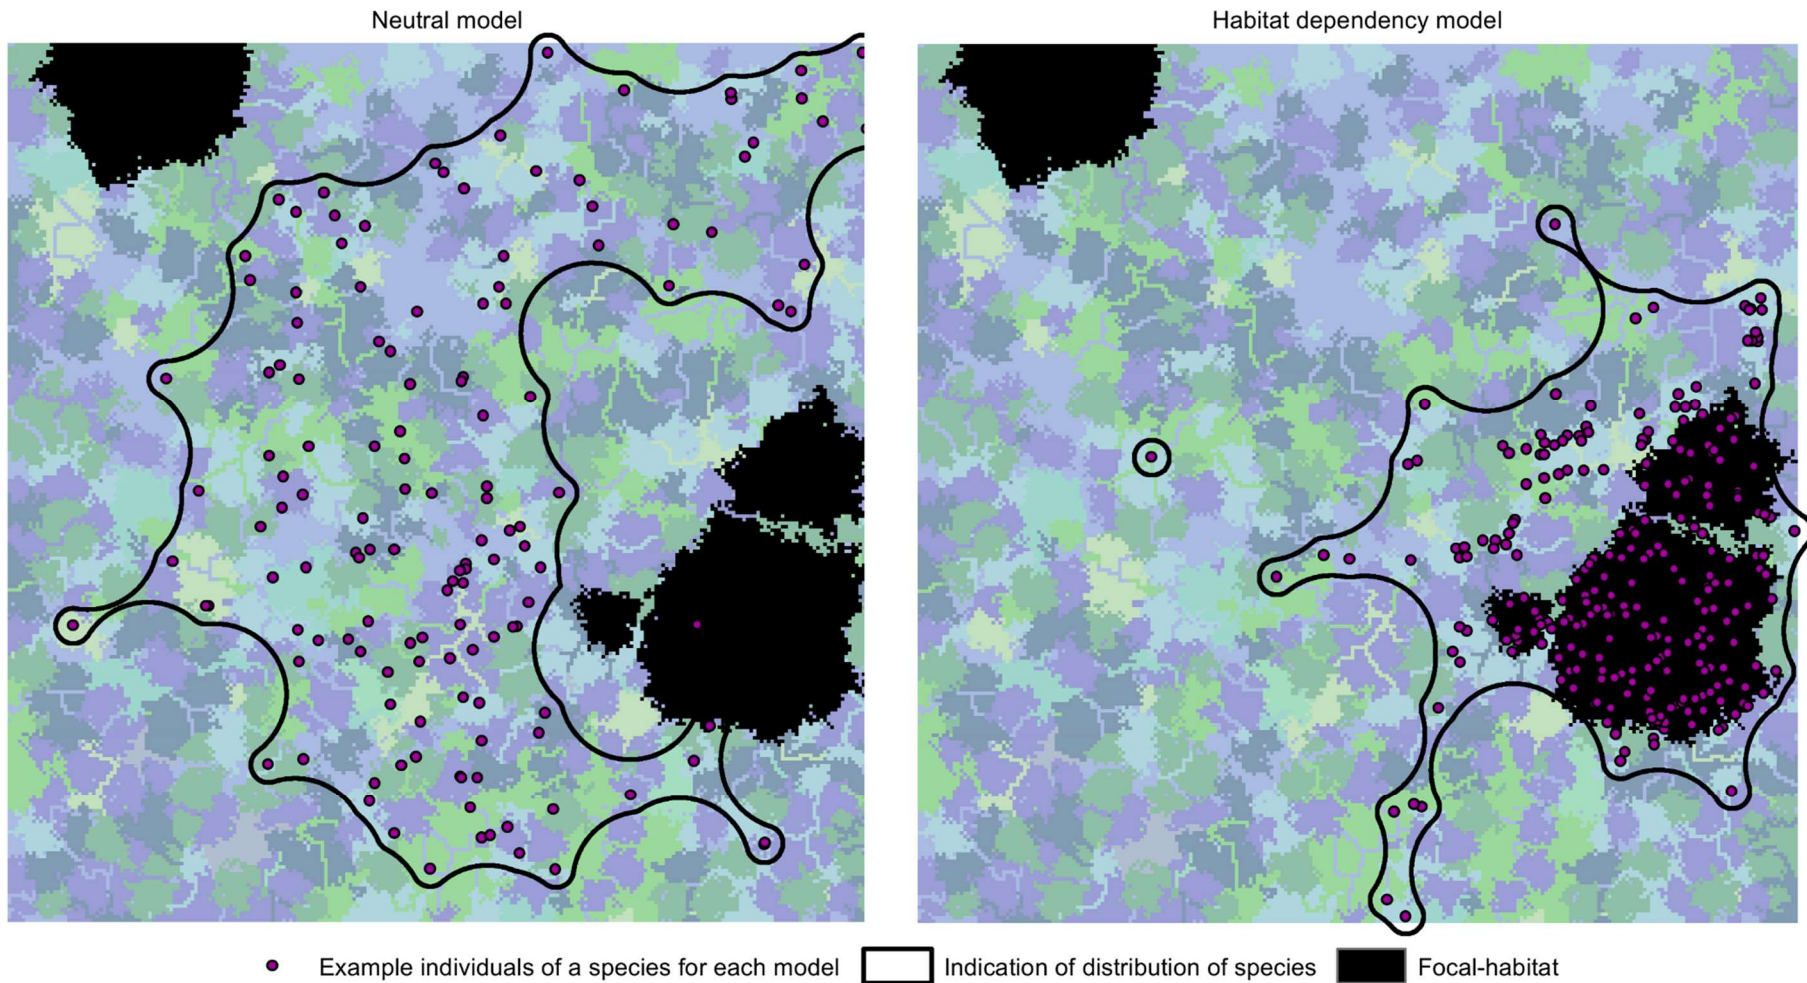 Neutral model
Habitat dependency model
Example individuals of a species for each model
Indication of distribution of species
Focal-habitat